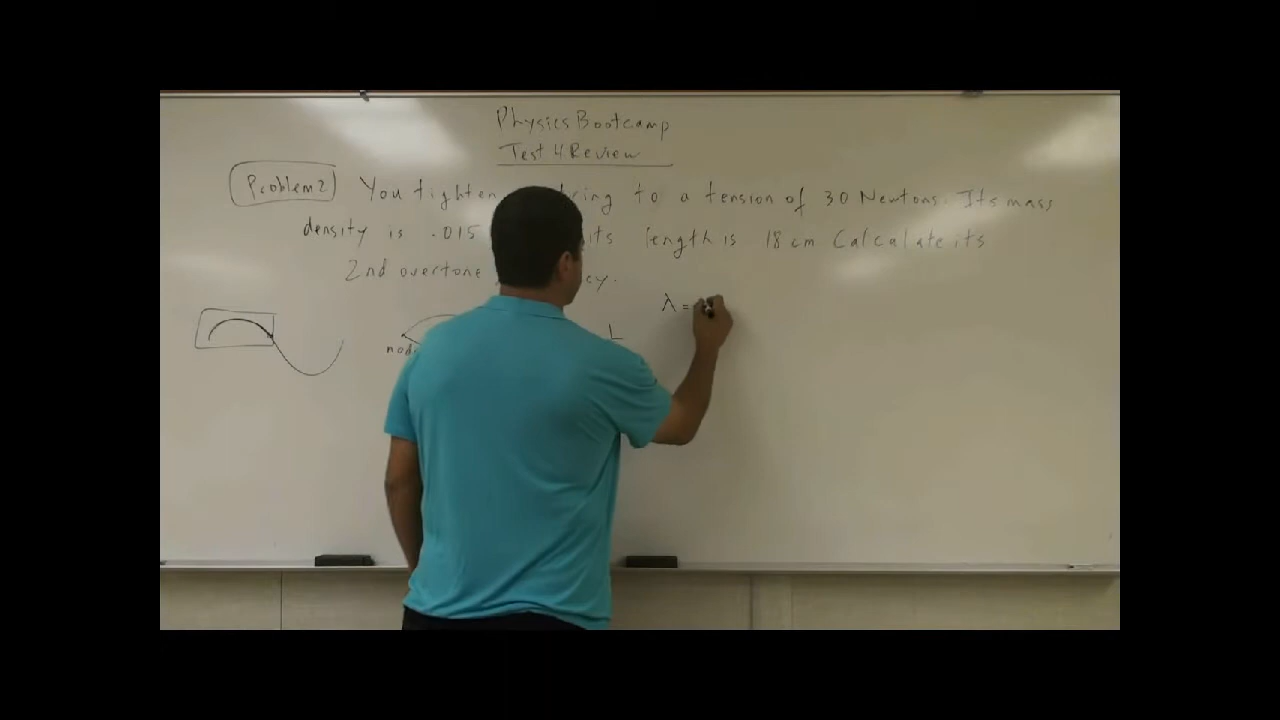 Physics Bootcamp
Test 4 Review
Problem 2 You tighten tring to a tension of 30 Newtons. Its mass
density is .015 its length is 18 cm Calculate its
2nd overtone cy.
λ =
L
nod